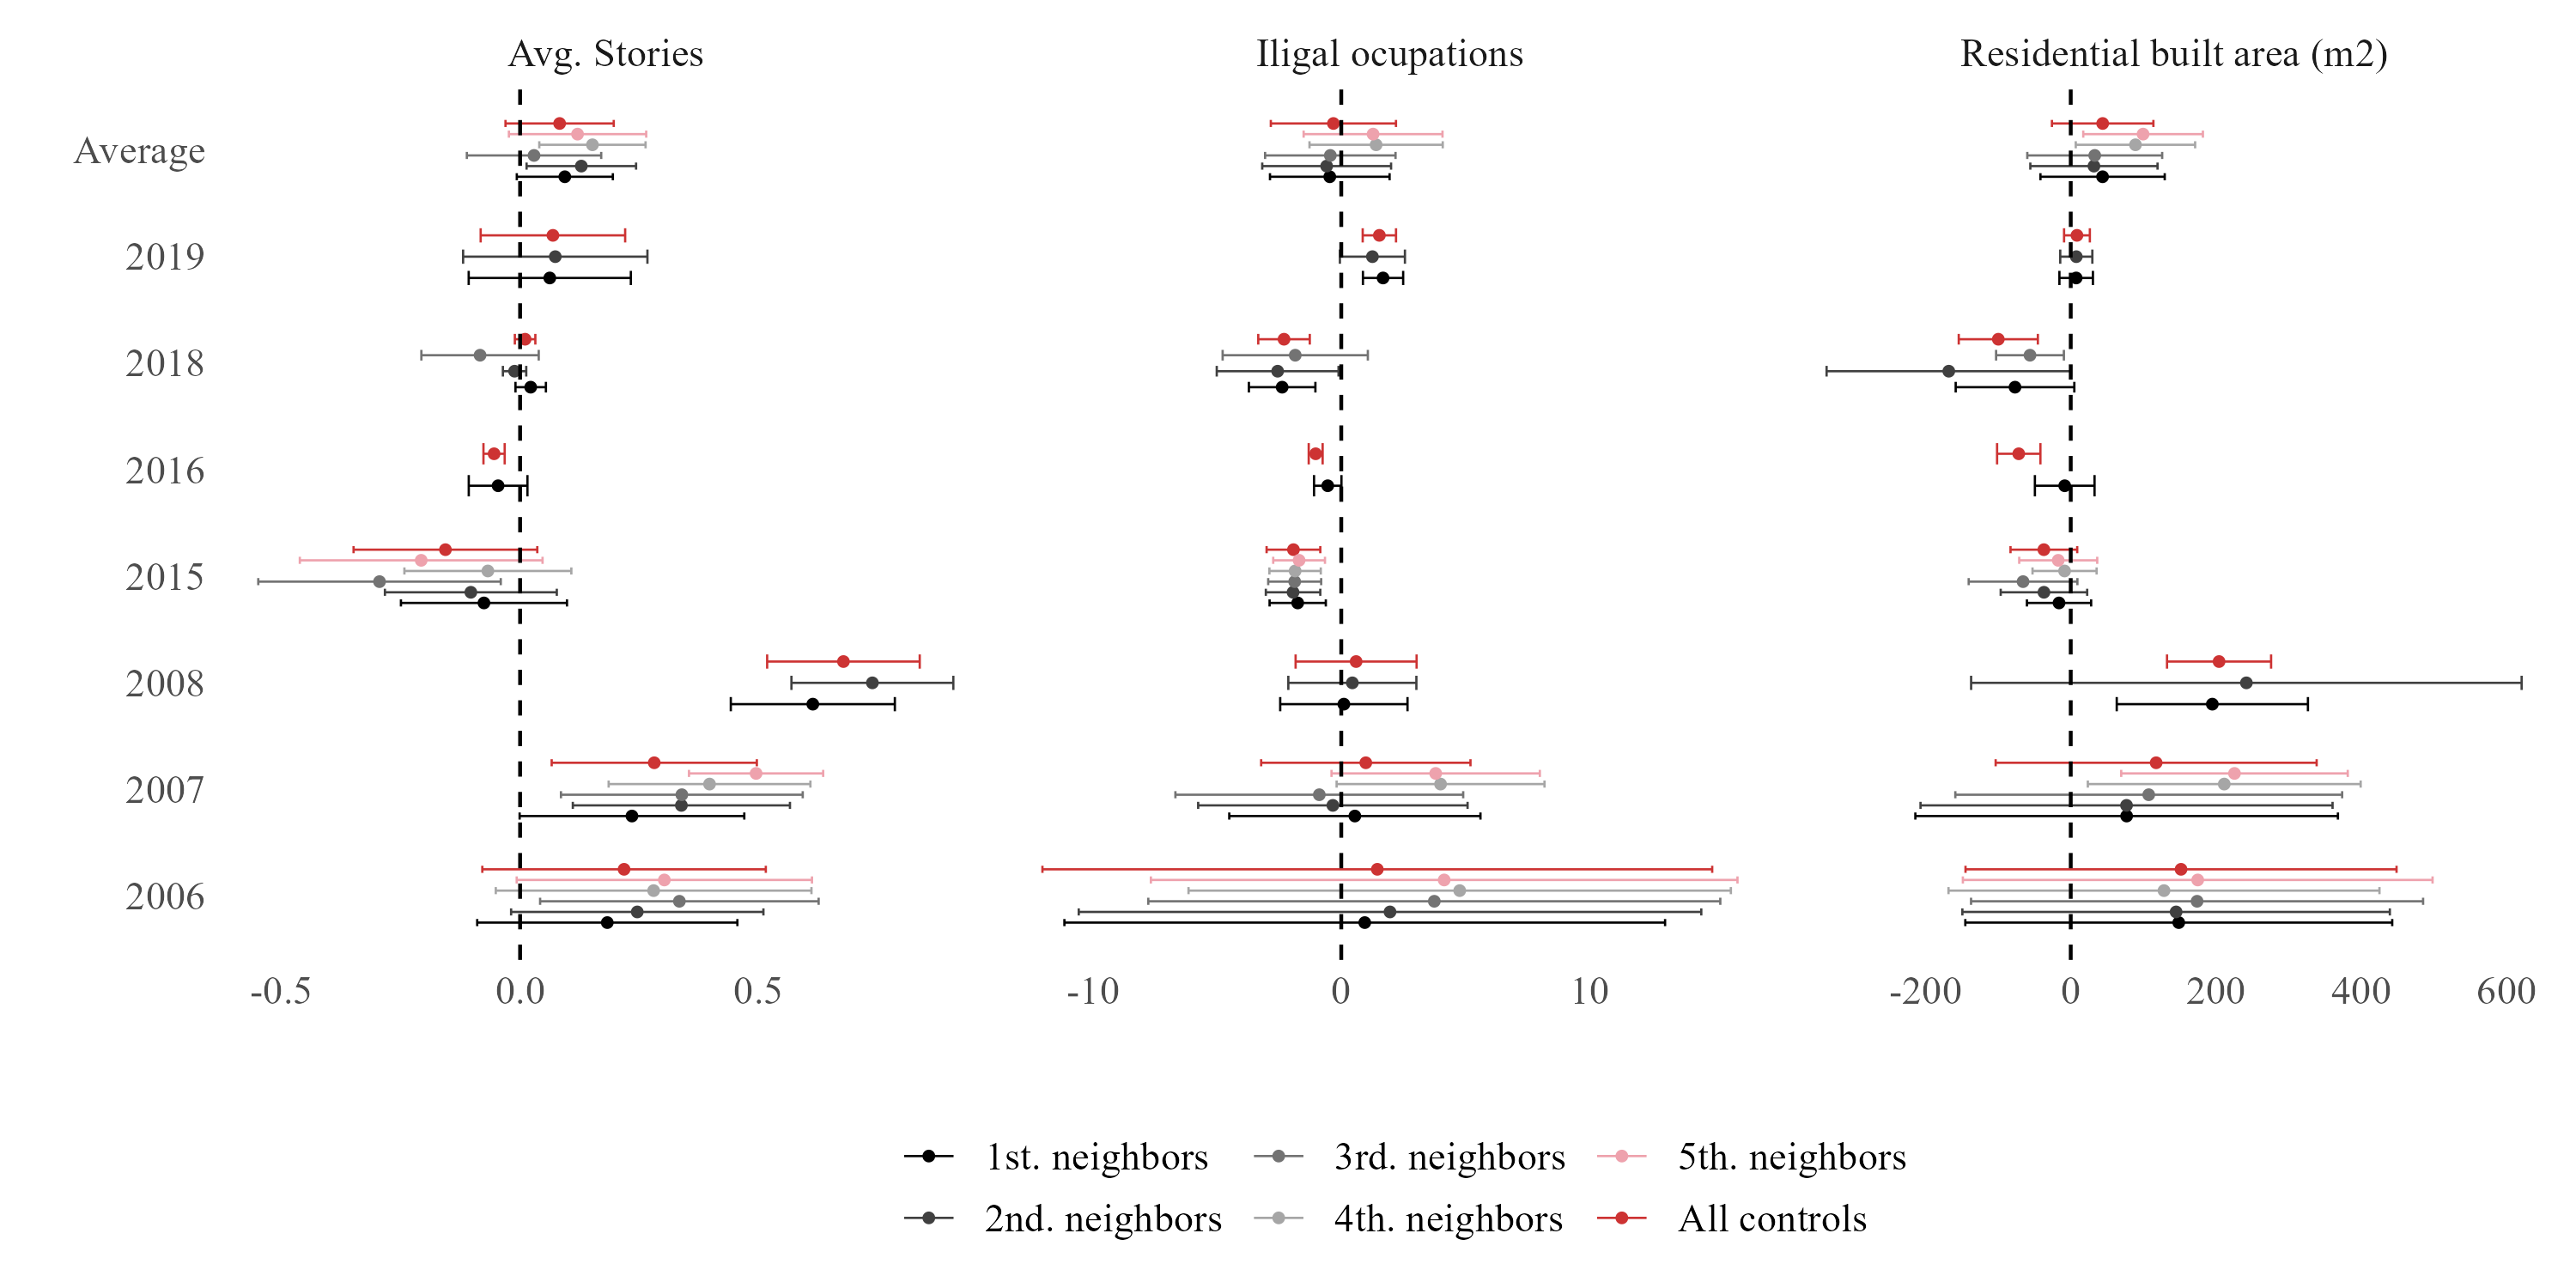 Avg. Stories
Iligal ocupations
Residential built area (m2)
Average
2019
2018
2016
2015
2008
2007
2006
-0.5 0.0 0.5
-10 0 10
-200 0 200 400 600
1st. neighbors 3rd. neighbors 5th. neighbors
2nd. neighbors 4th. neighbors All controls